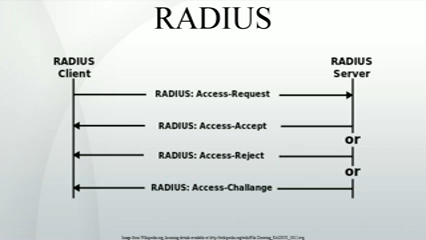 RADIUS
RADIUS
Client
RADIUS
Server
RADIUS: Access-Request
RADIUS: Access-Accept
or
RADIUS: Access-Reject
or
RADIUS: Access-Challange